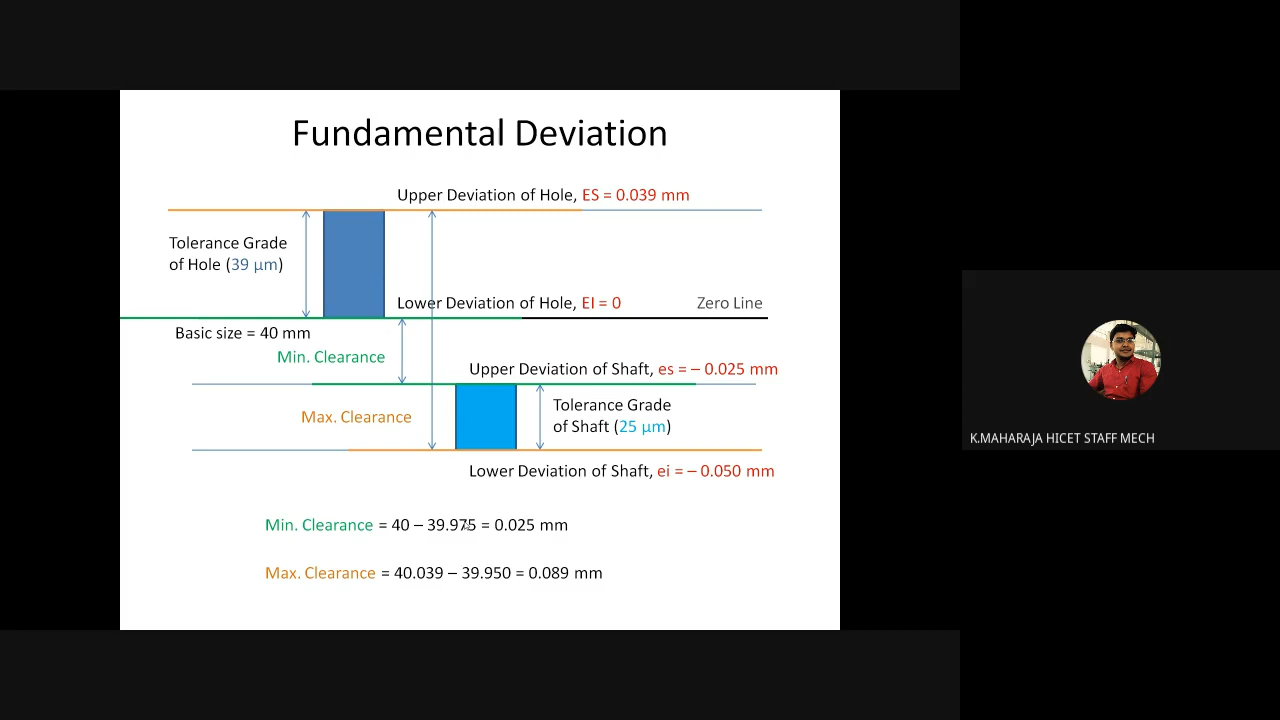 Fundamental Deviation
Upper Deviation of Hole, ES = 0.039 mm
Tolerance Grade
of Hole (39 µm)
Lower Deviation of Hole, EI = 0
Zero Line
Basic size = 40 mm
Min. Clearance
Upper Deviation of Shaft, es = – 0.025 mm
Max. Clearance
Tolerance Grade
of Shaft (25 µm)
Lower Deviation of Shaft, ei = – 0.050 mm
Min. Clearance = 40 – 39.975 = 0.025 mm
Max. Clearance = 40.039 – 39.950 = 0.089 mm
K.MAHARAJA HICET STAFF MECH